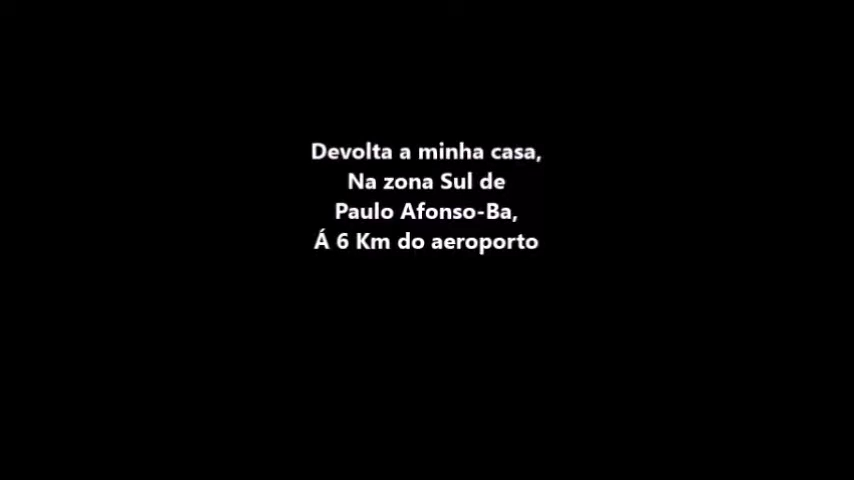 Devolta a minha casa,
Na zona Sul de
Paulo Afonso-Ba,
Á 6 Km do aeroporto